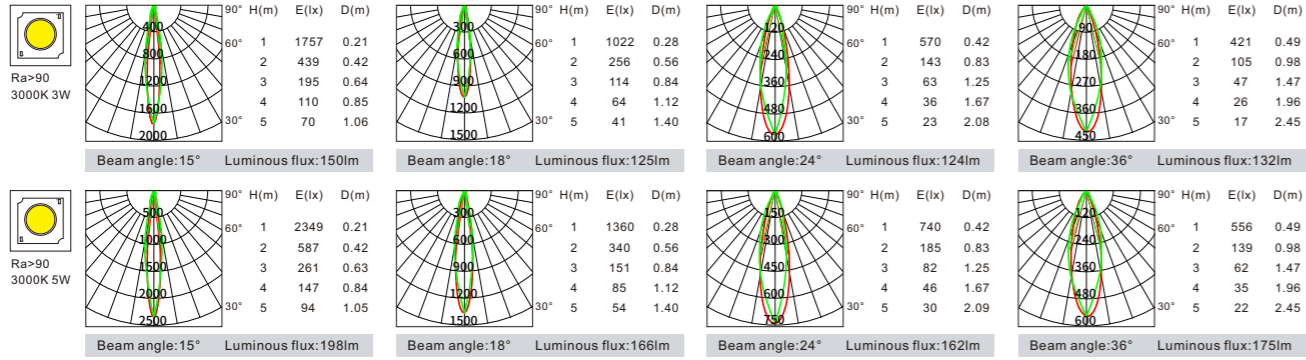 Ra>90
3000K 3W
90° H(m) E(lx) D(m)
400
60° 1 1757 0.21
800
2 439 0.42
1200
3 195 0.64
1600
4 110 0.85
30° 5 70 1.06
2000
Beam angle:15° Luminous flux:150lm
90° H(m) E(lx) D(m)
300
60° 1 1022 0.28
600
2 256 0.56
900
3 114 0.84
1200
4 64 1.12
30° 5 41 1.40
1500
Beam angle:18° Luminous flux:125lm
90° H(m) E(lx) D(m)
120
60° 1 570 0.42
240
2 143 0.83
360
3 63 1.25
480
4 36 1.67
30° 5 23 2.08
600
Beam angle:24° Luminous flux:124lm
90° H(m) E(lx) D(m)
90
60° 1 421 0.49
180
2 105 0.98
270
3 47 1.47
360
4 26 1.96
30° 5 17 2.45
450
Beam angle:36° Luminous flux:132lm
Ra>90
3000K 5W
90° H(m) E(lx) D(m)
500
60° 1 2349 0.21
1000
2 587 0.42
1500
3 261 0.63
2000
4 147 0.84
30° 5 94 1.05
2500
Beam angle:15° Luminous flux:198lm
90° H(m) E(lx) D(m)
300
60° 1 1360 0.28
600
2 340 0.56
900
3 151 0.84
1200
4 85 1.12
30° 5 54 1.40
1500
Beam angle:18° Luminous flux:166lm
90° H(m) E(lx) D(m)
150
60° 1 740 0.42
300
2 185 0.83
450
3 82 1.25
600
4 46 1.67
30° 5 30 2.09
750
Beam angle:24° Luminous flux:162lm
90° H(m) E(lx) D(m)
120
60° 1 556 0.49
240
2 139 0.98
360
3 62 1.47
480
4 35 1.96
30° 5 22 2.45
600
Beam angle:36° Luminous flux:175lm